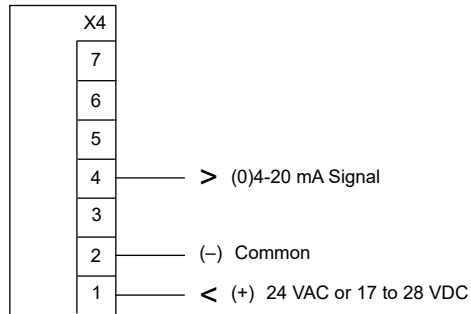 X4
7
6
5
4 > (0)4-20 mA Signal
3
2 (–) Common
1 < (+) 24 VAC or 17 to 28 VDC